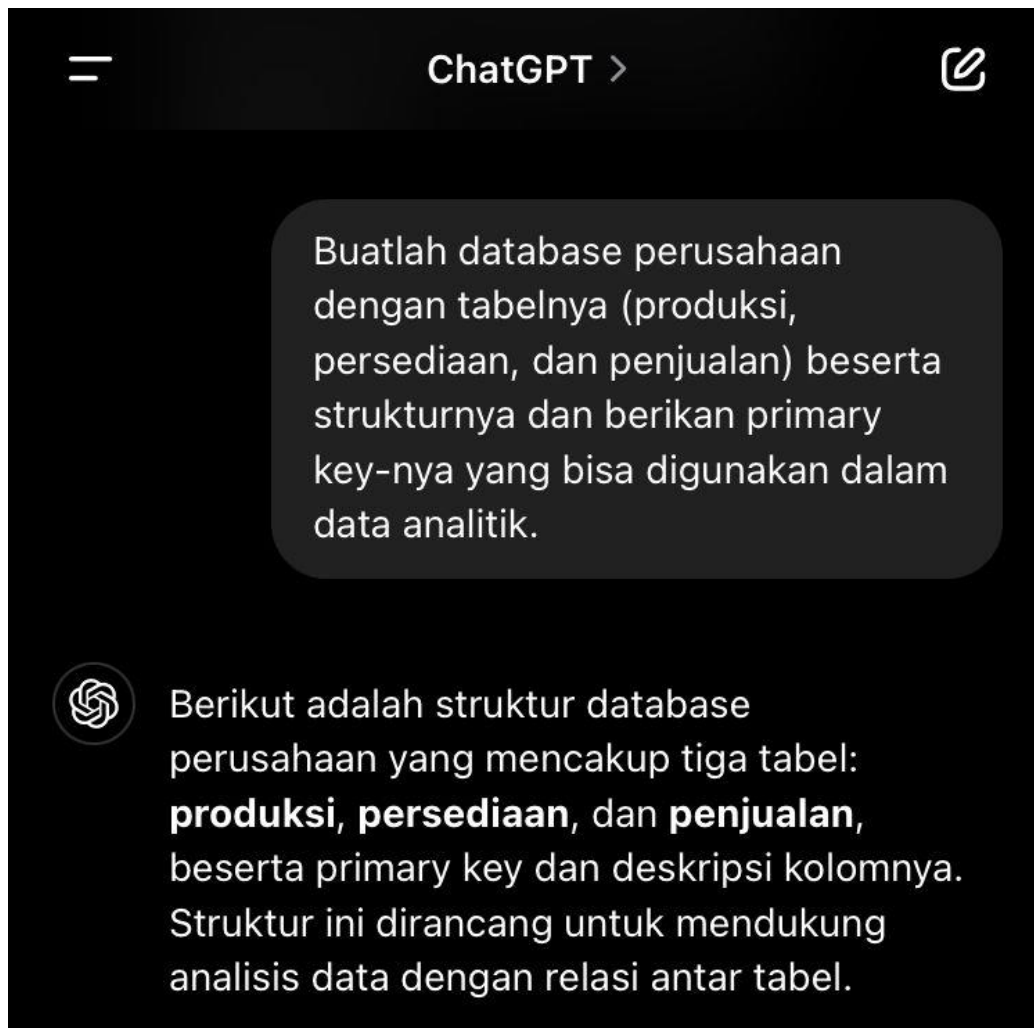 ChatGPT >
Buatlah database perusahaan
dengan tabelnya (produksi,
persediaan, dan penjualan) beserta
strukturnya dan berikan primary
key-nya yang bisa digunakan dalam
data analitik.
Berikut adalah struktur database
perusahaan yang mencakup tiga tabel:
produksi, persediaan, dan penjualan,
beserta primary key dan deskripsi kolomnya.
Struktur ini dirancang untuk mendukung
analisis data dengan relasi antar tabel.